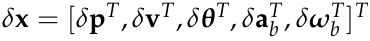 δx = [δp^T, δv^T, δθ^T, δa_b^T, δω_b^T]^T